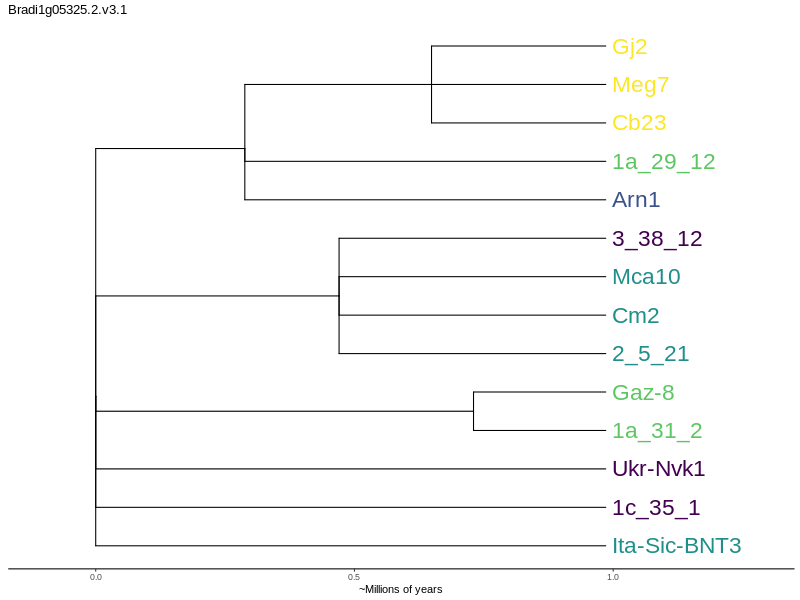 Bradi1g05325.2.v3.1
Gj2
Meg7
Cb23
1a_29_12
Arn1
3_38_12
Mca10
Cm2
2_5_21
Gaz-8
1a_31_2
Ukr-Nvk1
1c_35_1
Ita-Sic-BNT3
0.0 0.5 1.0
~Millions of years